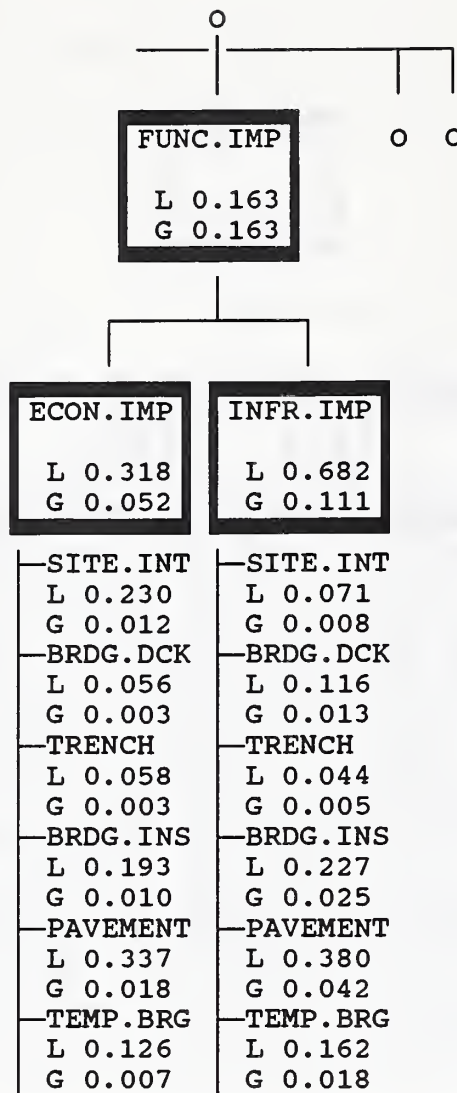 O
FUNC.IMP O O
L 0.163
G 0.163
ECON.IMP INFR.IMP
L 0.318 L 0.682
G 0.052 G 0.111
SITE.INT SITE.INT
L 0.230 L 0.071
G 0.012 G 0.008
BRDG.DCK BRDG.DCK
L 0.056 L 0.116
G 0.003 G 0.013
TRENCH TRENCH
L 0.058 L 0.044
G 0.003 G 0.005
BRDG.INS BRDG.INS
L 0.193 L 0.227
G 0.010 G 0.025
PAVEMENT PAVEMENT
L 0.337 L 0.380
G 0.018 G 0.042
TEMP.BRG TEMP.BRG
L 0.126 L 0.162
G 0.007 G 0.018